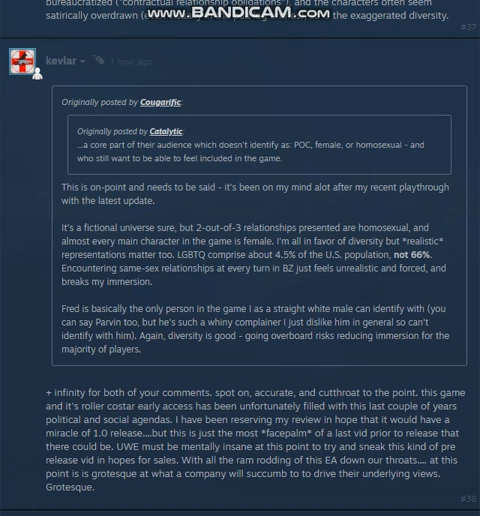 bureaucratized ("contractual relationship obligations"), and the characters often seem
satirically overdrawn
www.BANDICAM.com
the exaggerated diversity.
#37
kevlar
1 hour ago
Originally posted by Cougarific:
Originally posted by Catalytic:
...a core part of their audience which doesn't identify as: POC, female, or homosexual - and
who still want to be able to feel included in the game.
This is on-point and needs to be said - it's been on my mind alot after my recent playthrough
with the latest update.
It's a fictional universe sure, but 2-out-of-3 relationships presented are homosexual, and
almost every main character in the game is female. I'm all in favor of diversity but *realistic*
representations matter too. LGBTQ comprise about 4.5% of the U.S. population, not 66%.
Encountering same-sex relationships at every turn in BZ just feels unrealistic and forced, and
breaks my immersion.
Fred is basically the only person in the game I as a straight white male can identify with (you
can say Parvin too, but he's such a whiny complainer I just dislike him in general so can't
identify with him). Again, diversity is good - going overboard risks reducing immersion for the
majority of players.
+ infinity for both of your comments. spot on, accurate, and cutthroat to the point. this game
and it's roller costar early access has been unfortunately filled with this last couple of years
political and social agendas. I have been reserving my review in hope that it would have a
miracle of 1.0 release....but this is just the most *facepalm* of a last vid prior to release that
there could be. UWE must be mentally insane at this point to try and sneak this kind of pre
release vid in hopes for sales. With all the ram rodding of this EA down our throats.... at this
point is is grotesque at what a company will succumb to to drive their underlying views.
Grotesque.
#38